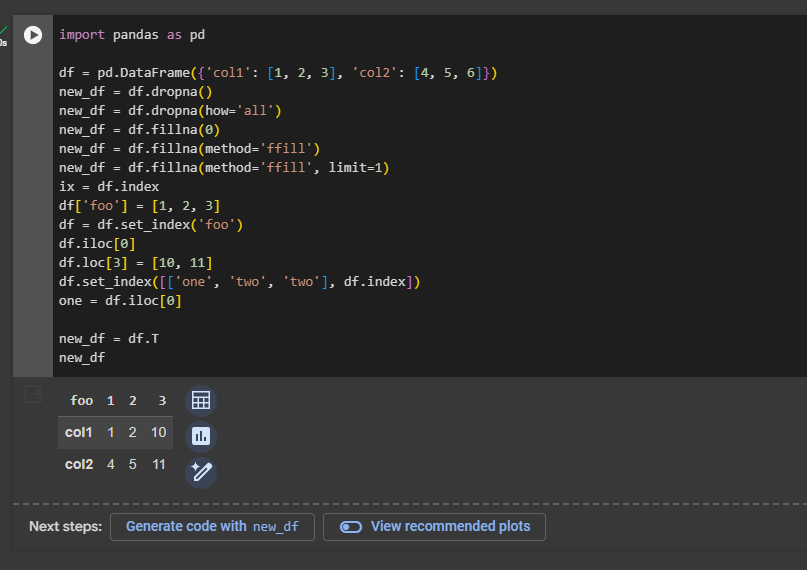 0s
import pandas as pd
df = pd.DataFrame({'col1': [1, 2, 3], 'col2': [4, 5, 6]})
new_df = df.dropna()
new_df = df.dropna(how='all')
new_df = df.fillna(0)
new_df = df.fillna(method='ffill')
new_df = df.fillna(method='ffill', limit=1)
ix = df.index
df['foo'] = [1, 2, 3]
df = df.set_index('foo')
df.iloc[0]
df.loc[3] = [10, 11]
df.set_index([['one', 'two', 'two'], df.index])
one = df.iloc[0]
new_df = df.T
new_df
foo 1 2 3
col1 1 2 10
col2 4 5 11
Next steps: Generate code with new_df View recommended plots